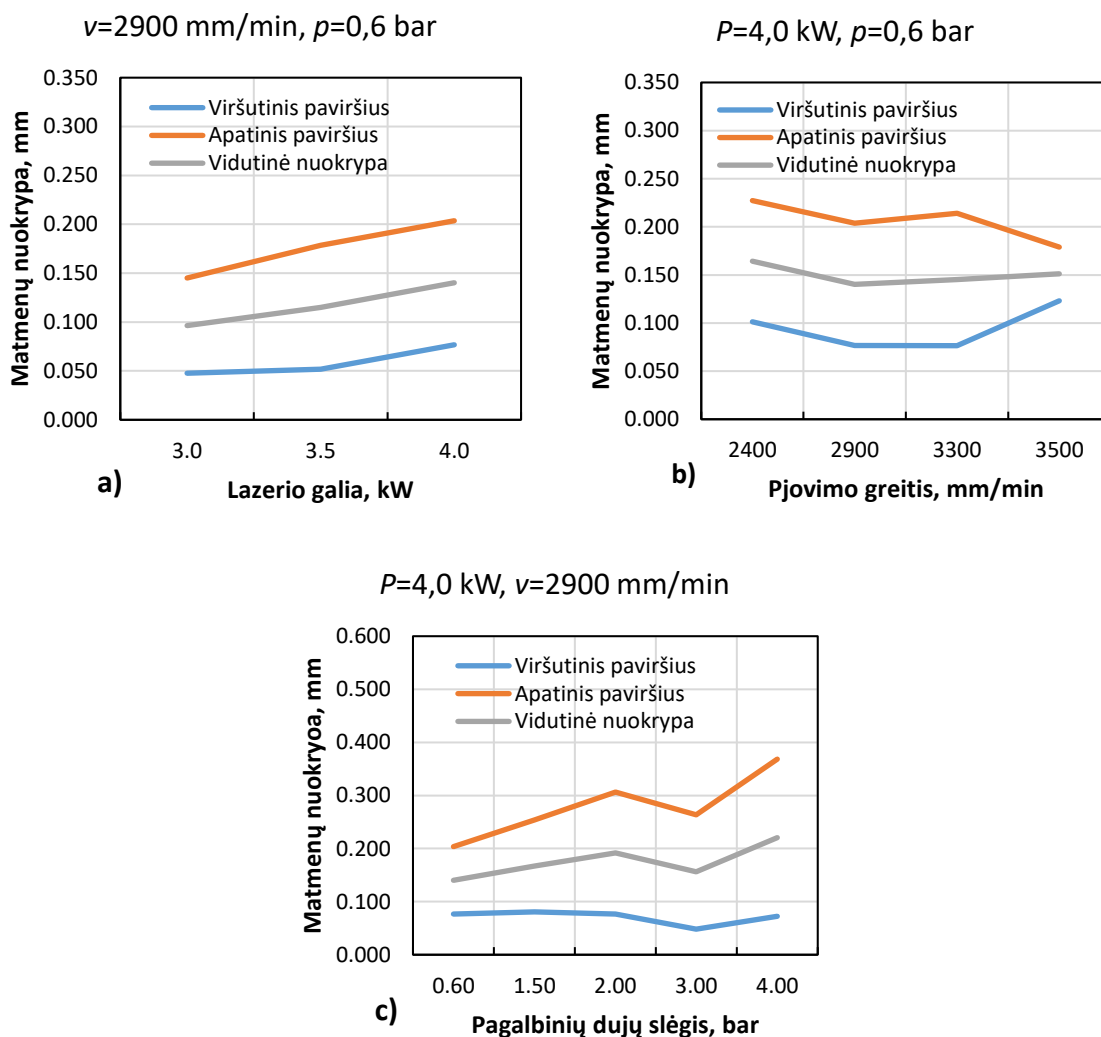 v=2900 mm/min, p=0,6 bar
0.350
0.300
0.250
0.200
0.150
0.100
0.050
0.000
Matmenų nuokrypa, mm
Viršutinis paviršius
Apatinis paviršius
Vidutinė nuokrypa
3.0 3.5 4.0
a)
Lazerio galia, kW
P=4,0 kW, p=0,6 bar
0.350
0.300
0.250
0.200
0.150
0.100
0.050
0.000
Matmenų nuokrypa, mm
Viršutinis paviršius
Apatinis paviršius
Vidutinė nuokrypa
2400 2900 3300 3500
b)
Pjovimo greitis, mm/min
P=4,0 kW, v=2900 mm/min
0.600
0.500
0.400
0.300
0.200
0.100
0.000
Matmenų nuokryoa, mm
Viršutinis paviršius
Apatinis paviršius
Vidutinė nuokrypa
0.60 1.50 2.00 3.00 4.00
c)
Pagalbinių dujų slėgis, bar